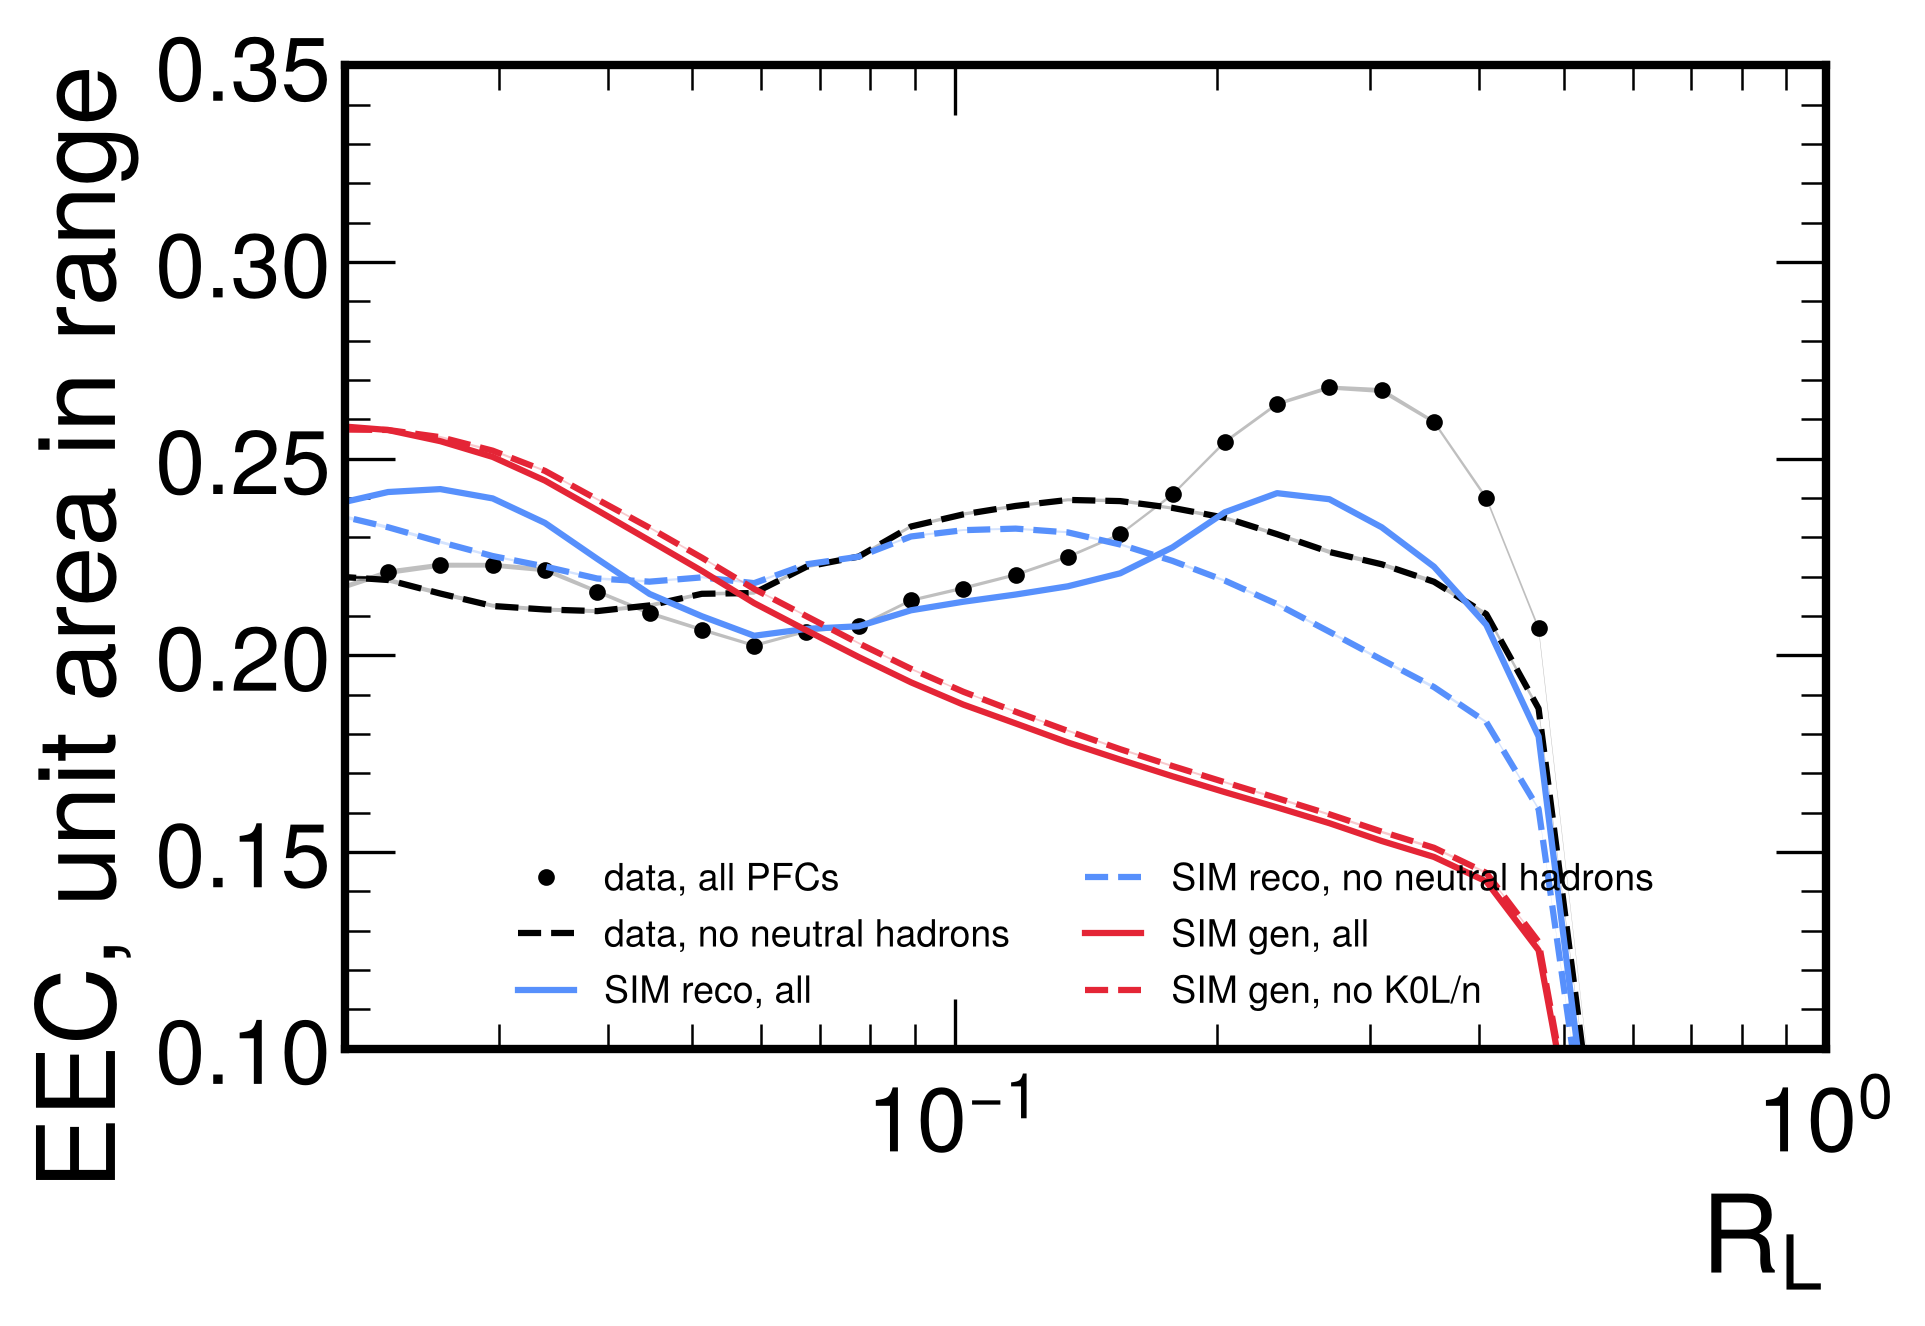 EEC, unit area in range
0.35
0.30
0.25
0.20
0.15
0.10
data, all PFCs
data, no neutral hadrons
SIM reco, all
SIM reco, no neutral hadrons
SIM gen, all
SIM gen, no K0L/n
10⁻¹
10⁰
R_L